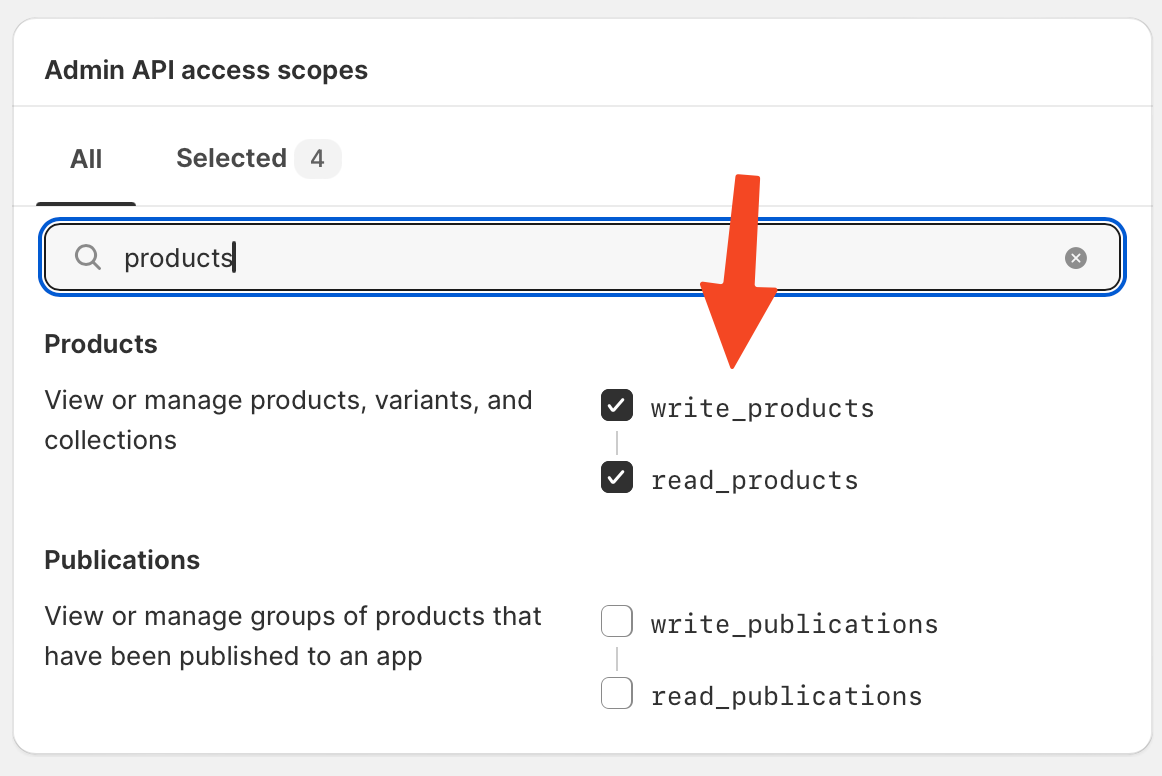 Admin API access scopes
All
Selected 4
products
Products
View or manage products, variants, and
collections
write_products
read_products
Publications
View or manage groups of products that
have been published to an app
write_publications
read_publications